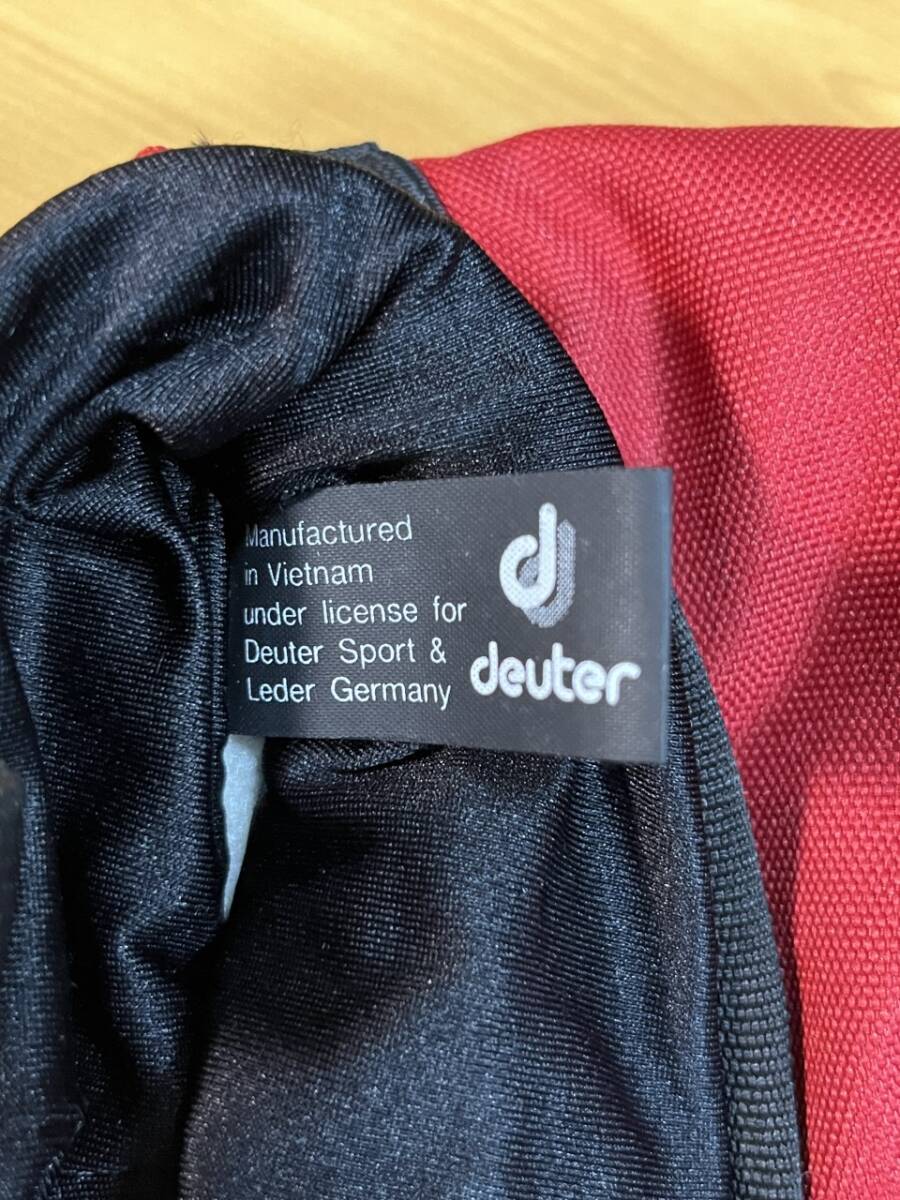 Manufactured
in Vietnam
under license for
Deuter Sport &
Leder Germany
d
deuter